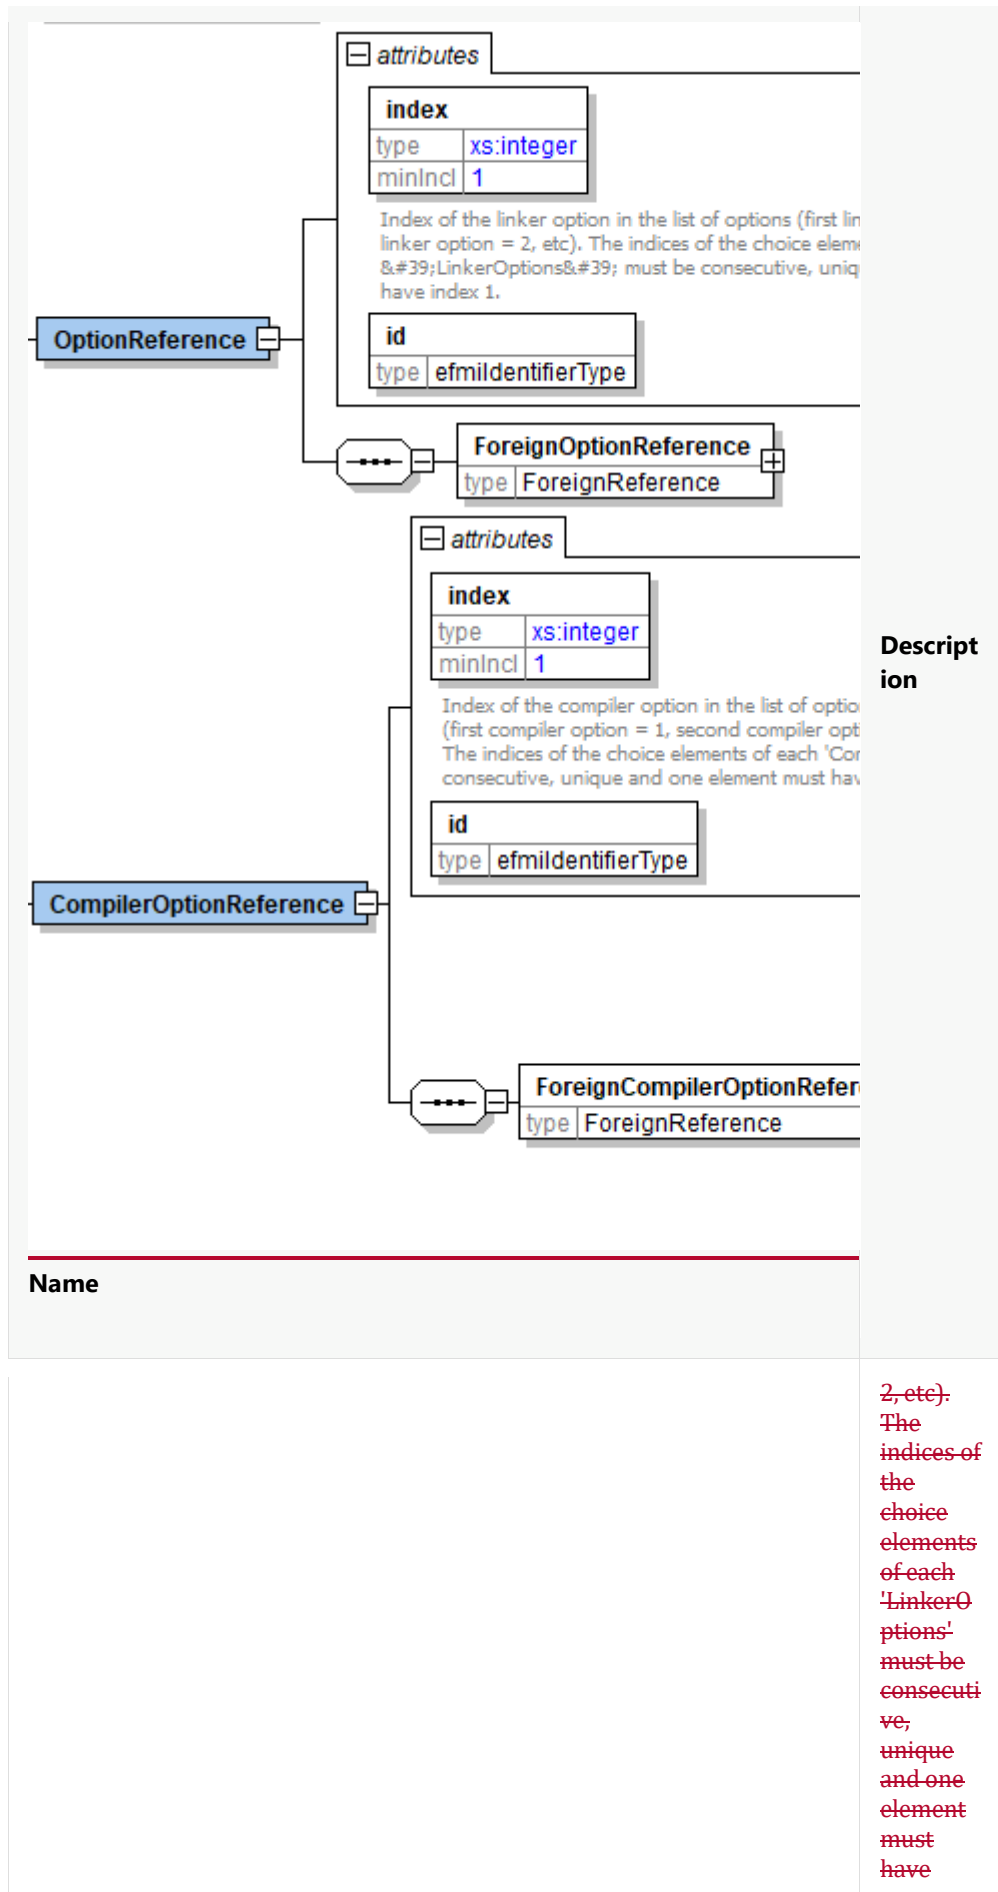 attributes
index
type xs:integer
minIncl 1
Index of the linker option in the list of options (first lin
linker option = 2, etc). The indices of the choice eleme
&#39;LinkerOptions&#39; must be consecutive, uniq
have index 1.
id
type efmiIdentifierType
OptionReference
ForeignOptionReference
type ForeignReference
attributes
index
type xs:integer
minIncl 1
Index of the compiler option in the list of optio
(first compiler option = 1, second compiler opt
The indices of the choice elements of each 'Cor
consecutive, unique and one element must hav
id
type efmiIdentifierType
CompilerOptionReference
ForeignCompilerOptionRefer
type ForeignReference
Name
Descript
ion
2, etc).
The
indices of
the
choice
elements
of each
'LinkerO
ptions'
must be
consecuti
ve,
unique
and one
element
must
have